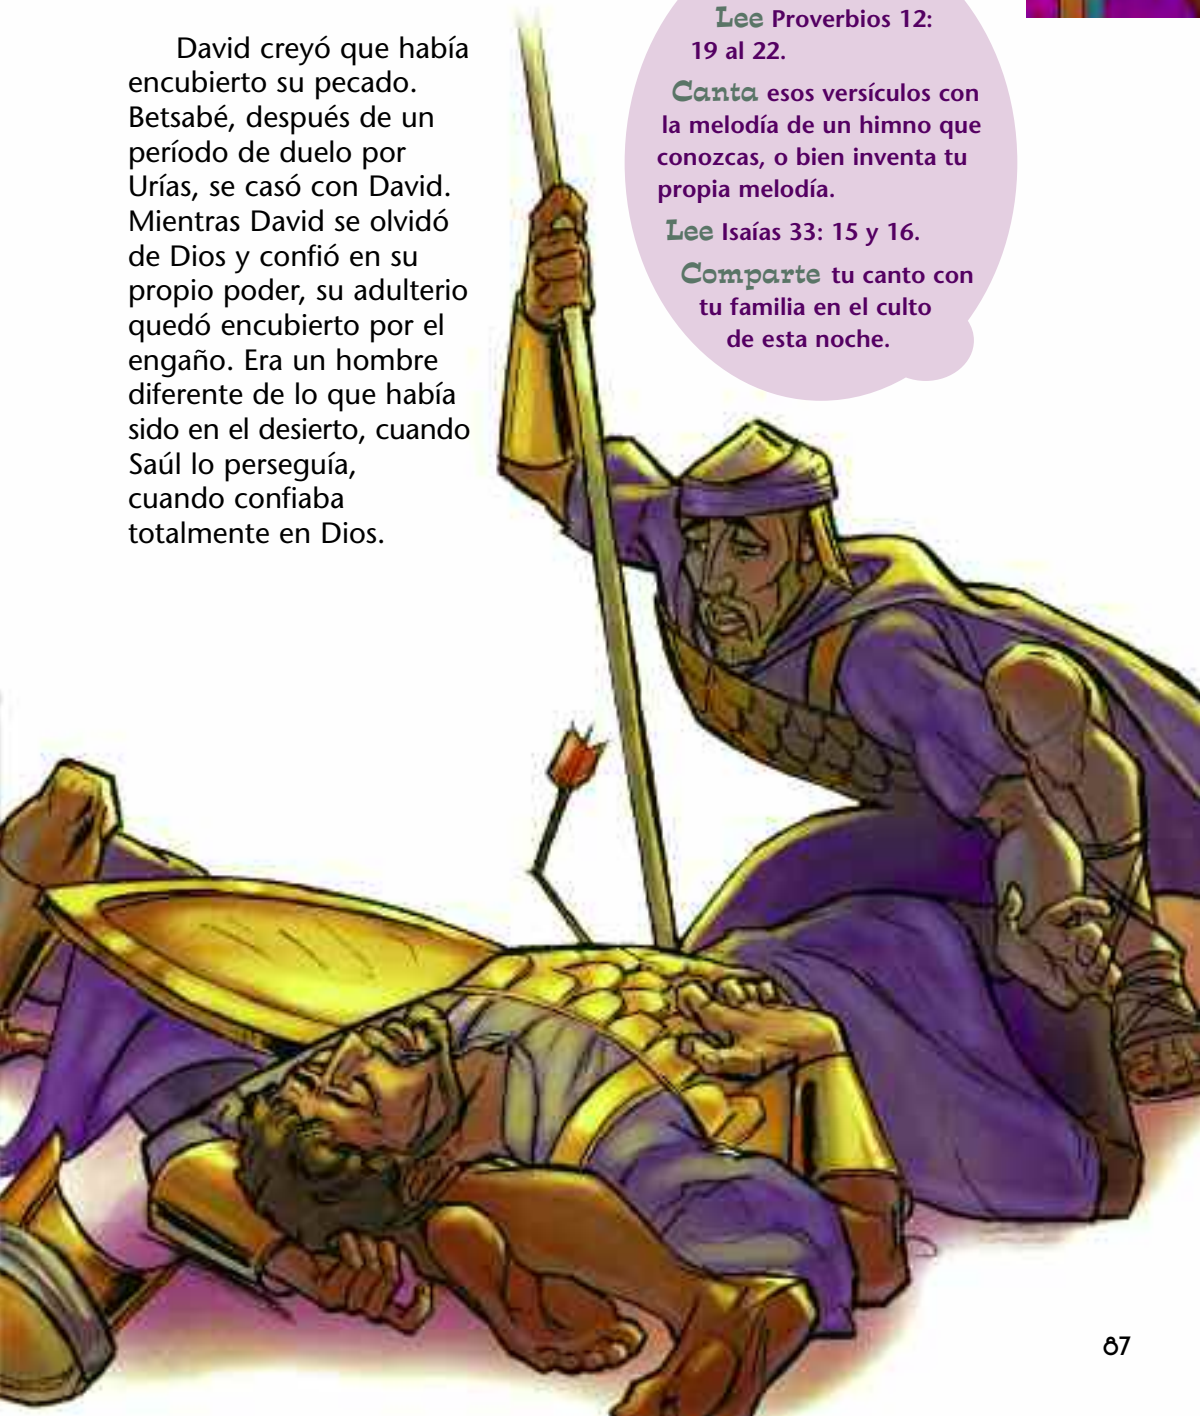 David creyó que había
encubierto su pecado.
Betsabé, después de un
período de duelo por
Urías, se casó con David.
Mientras David se olvidó
de Dios y confió en su
propio poder, su adulterio
quedó encubierto por el
engaño. Era un hombre
diferente de lo que había
sido en el desierto, cuando
Saúl lo perseguía,
cuando confiaba
totalmente en Dios.
Lee Proverbios 12:
19 al 22.
Canta esos versículos con
la melodía de un himno que
conozcas, o bien inventa tu
propia melodía.
Lee Isaías 33: 15 y 16.
Comparte tu canto con
tu familia en el culto
de esta noche.
87